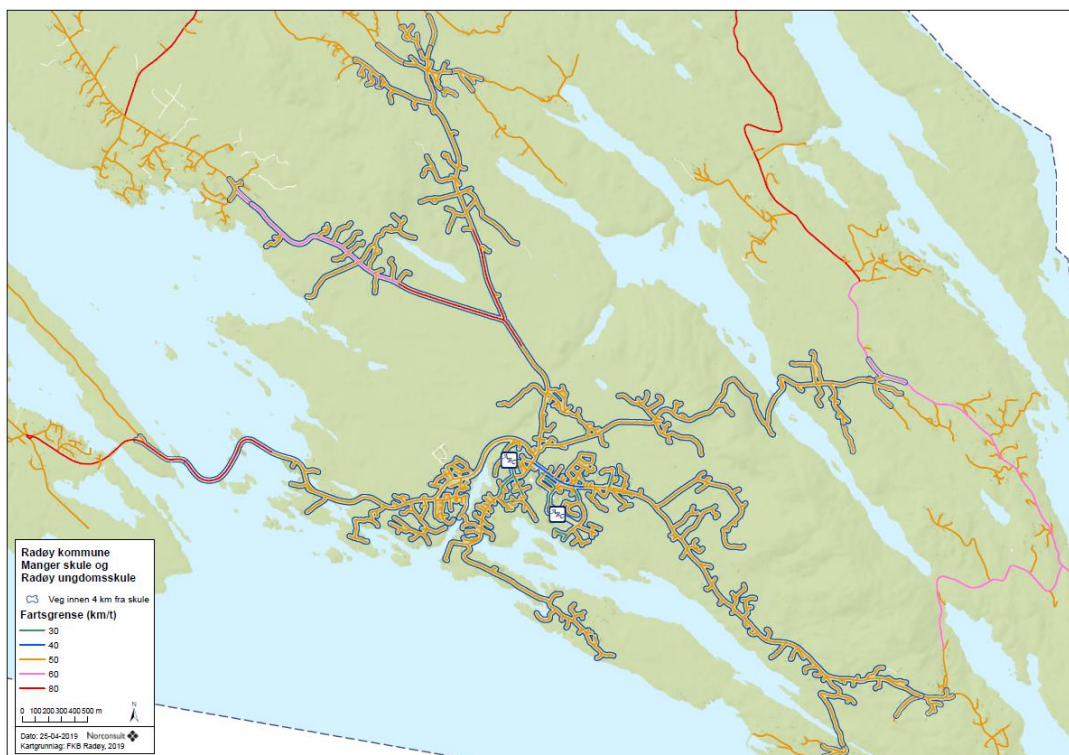 Radøy kommune
Manger skule og
Radøy ungdomsskule
Veg innen 4 km fra skule
Fartsgrense (km/t)
30
40
50
60
80
0 100 200 300 400 500 m
N
Dato: 25-04-2019 Norconsult
Kartgrunnlag: FKB Radøy, 2019